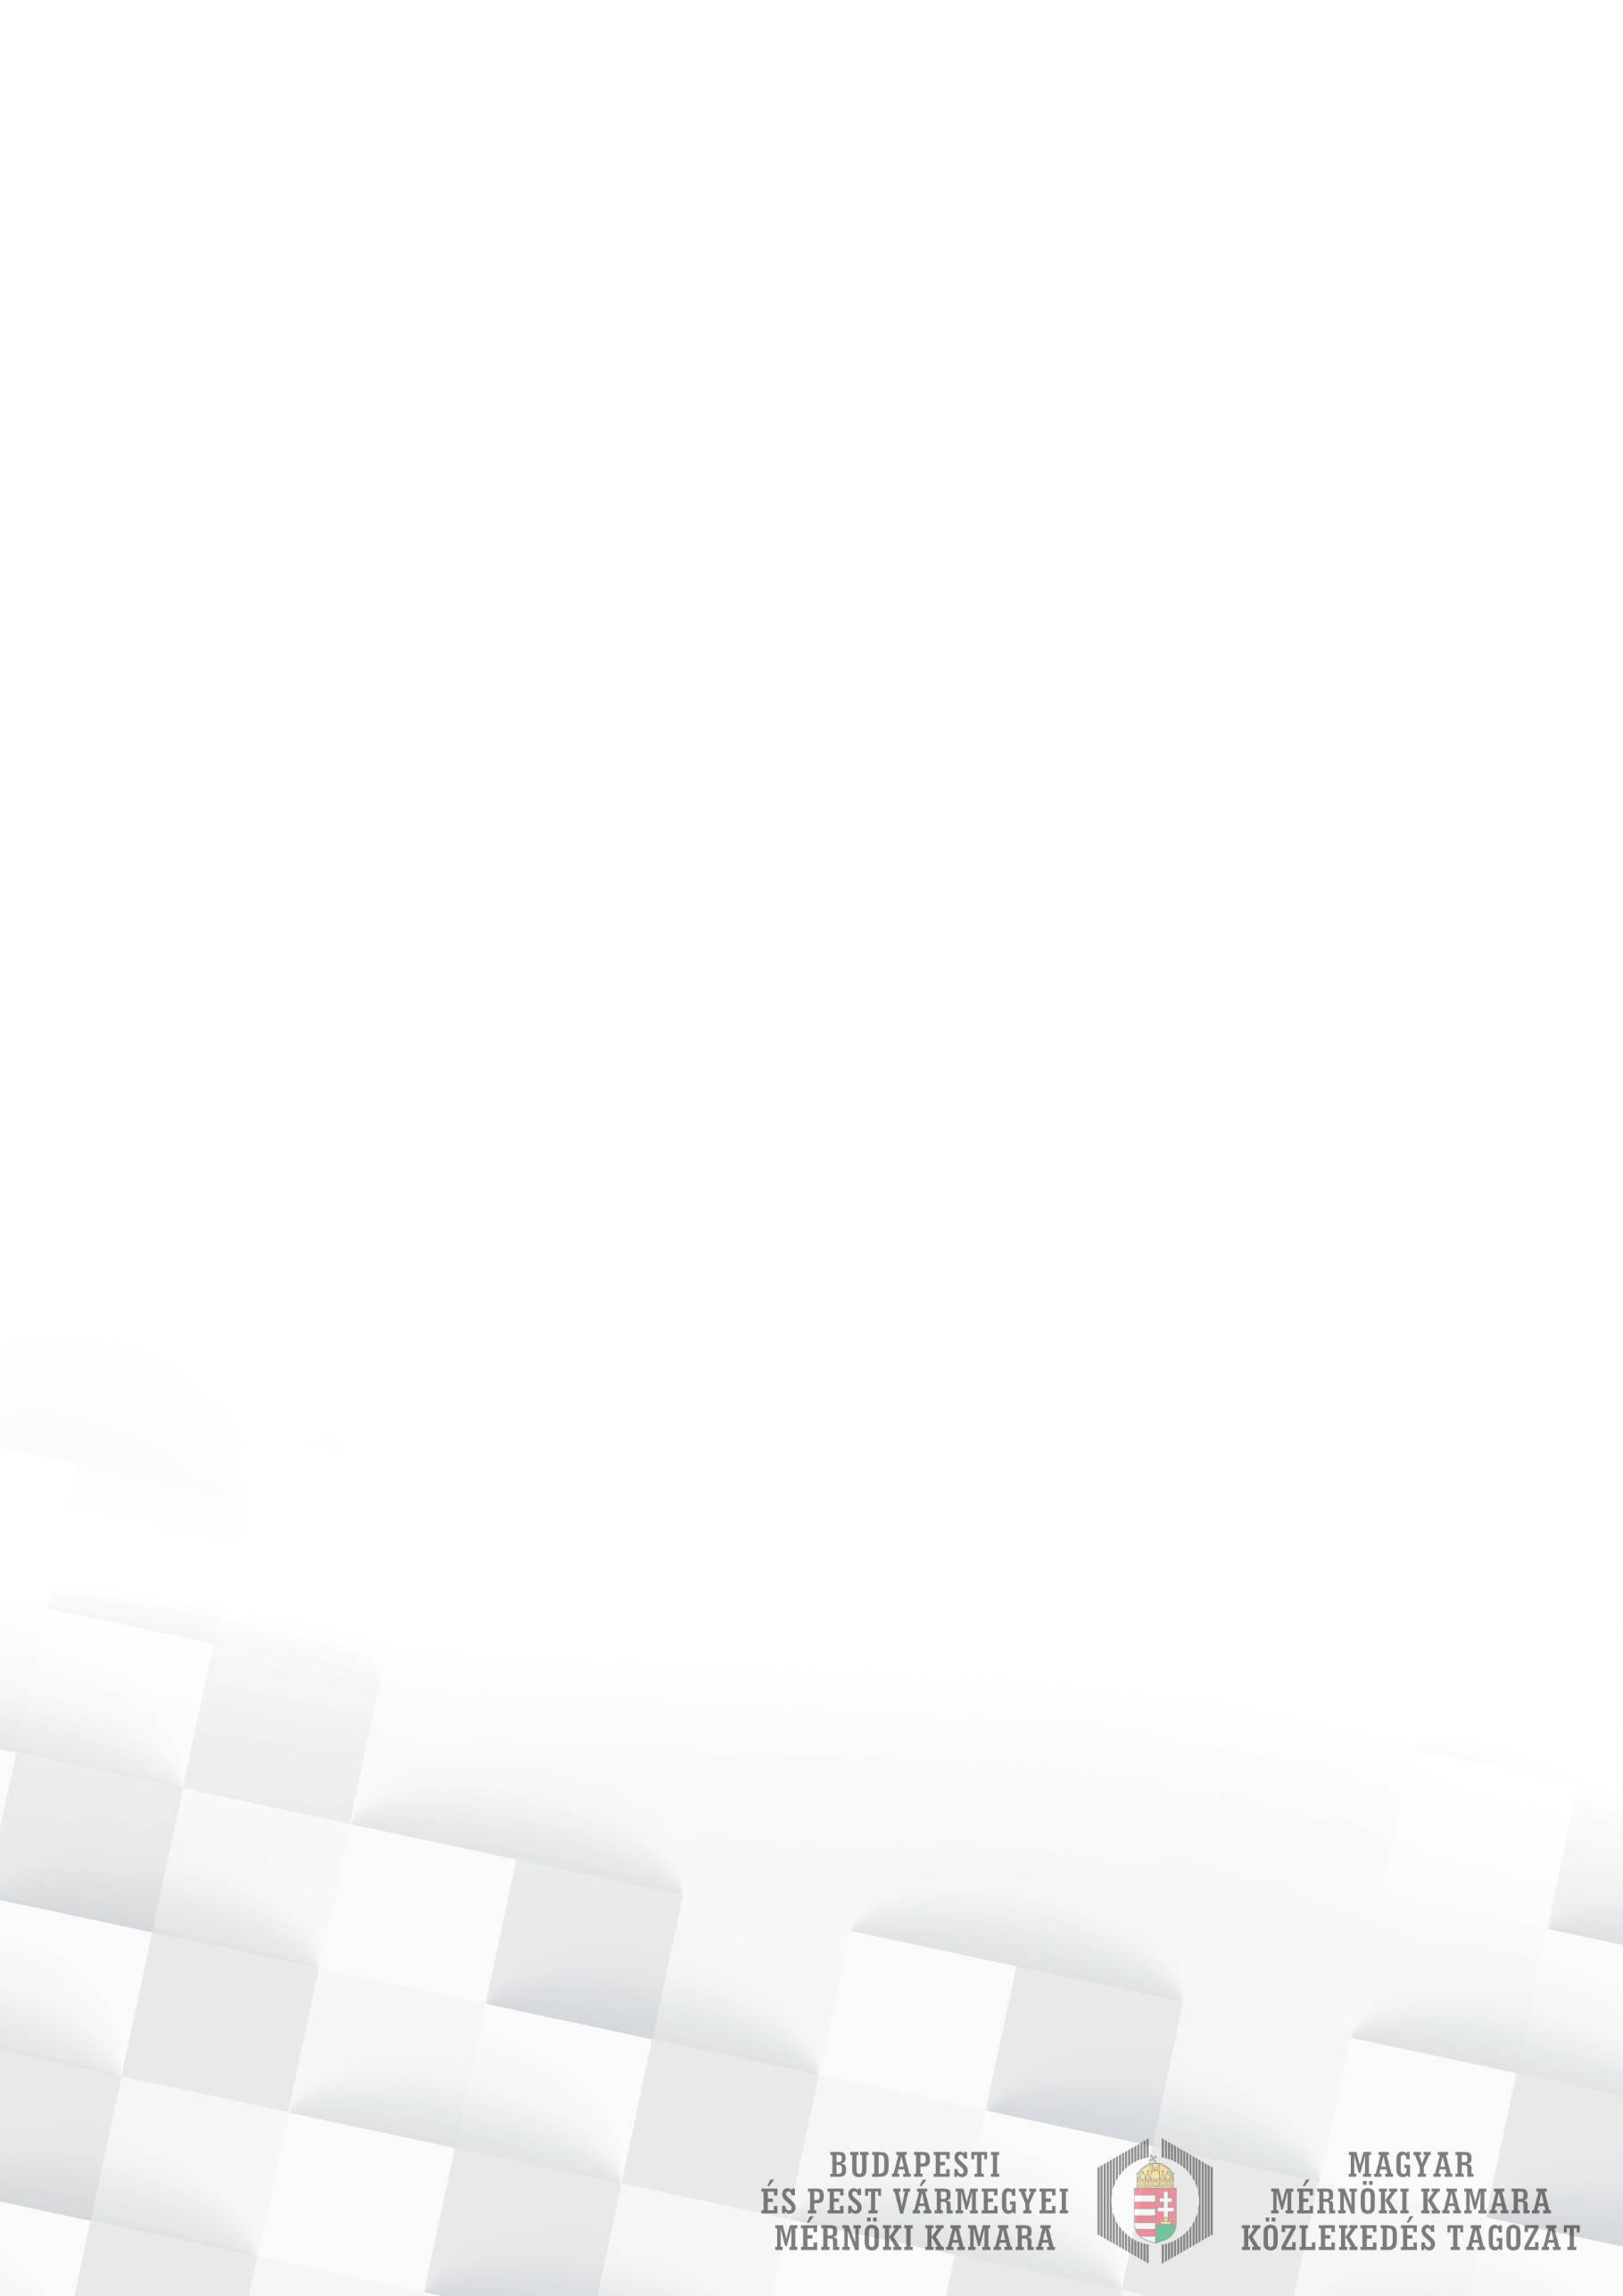 BUDAPESTI
ÉS PEST VÁRMEGYEI
MÉRNÖKI KAMARA
MAGYAR
MÉRNÖKI KAMARA
KÖZLEKEDÉS TAGOZAT